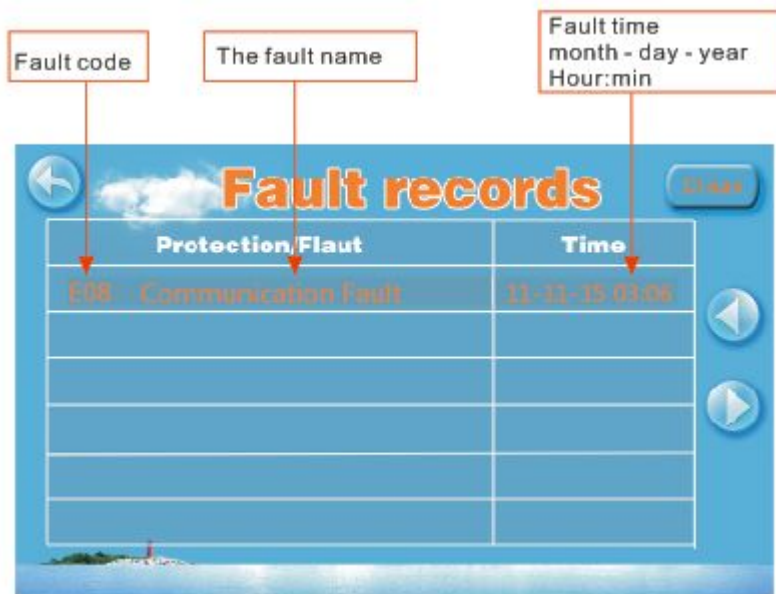 Fault code
The fault name
Fault time
month - day - year
Hour:min
Fault records
Protection/Flaut
Time
E08 Communication Fault
11-11-15 03:06